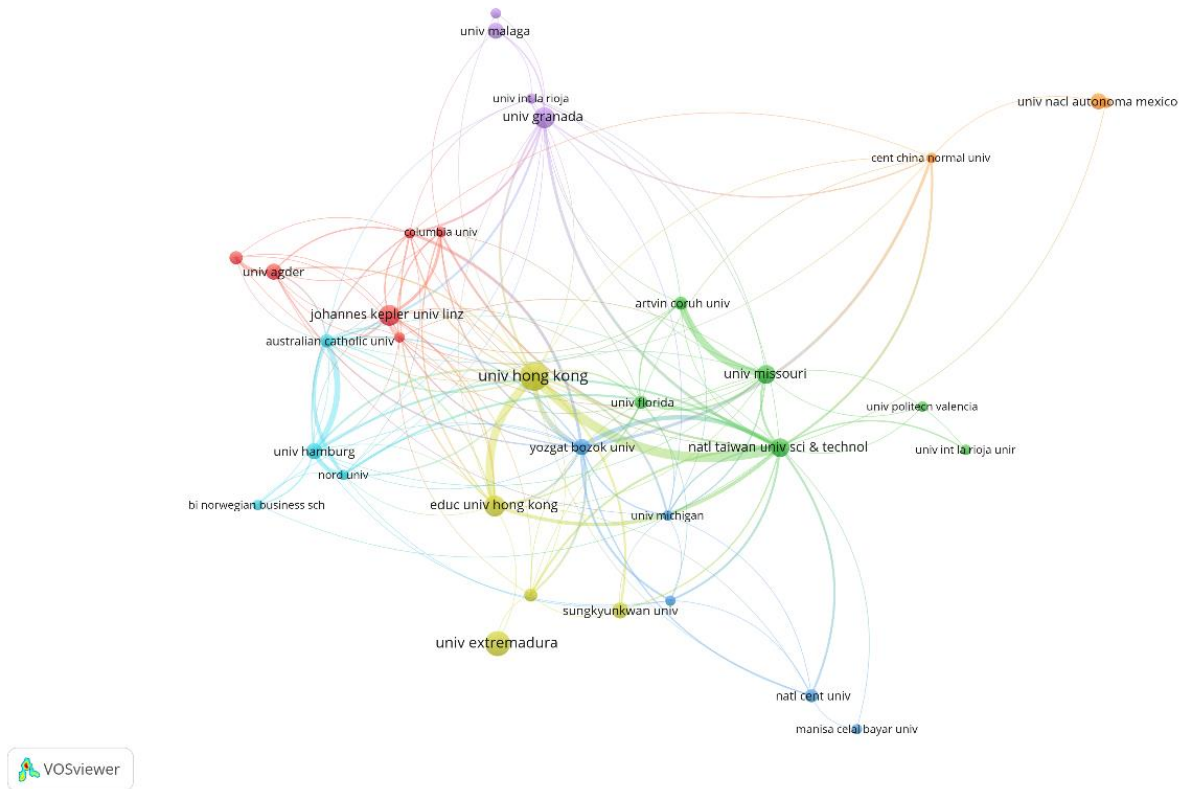 univ malaga
univ int la rioja
univ granada
univ nacl autonoma mexico
cent china normal univ
columbia univ
univ agder
artvin coruh univ
johannes kepler univ linz
australian catholic univ
univ hong kong
univ missouri
univ florida
univ politecn valencia
yozgat bozok univ
natl taiwan univ sci & technol
univ int la rioja unir
univ hamburg
nord univ
bi norwegian business sch
educ univ hong kong
univ michigan
sungkyunkwan univ
univ extremadura
natl cent univ
manisa celal bayar univ
VOSviewer